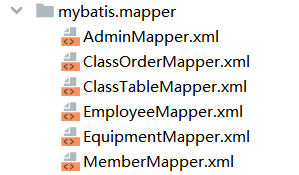 mybatis.mapper
AdminMapper.xml
ClassOrderMapper.xml
ClassTableMapper.xml
EmployeeMapper.xml
EquipmentMapper.xml
MemberMapper.xml